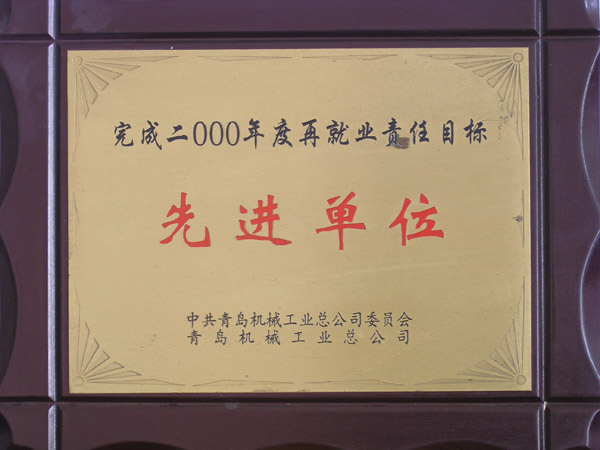 完成二000年度再就业责任目标
先进单位
中共青岛机械工业总公司委员会
青岛机械工业总公司